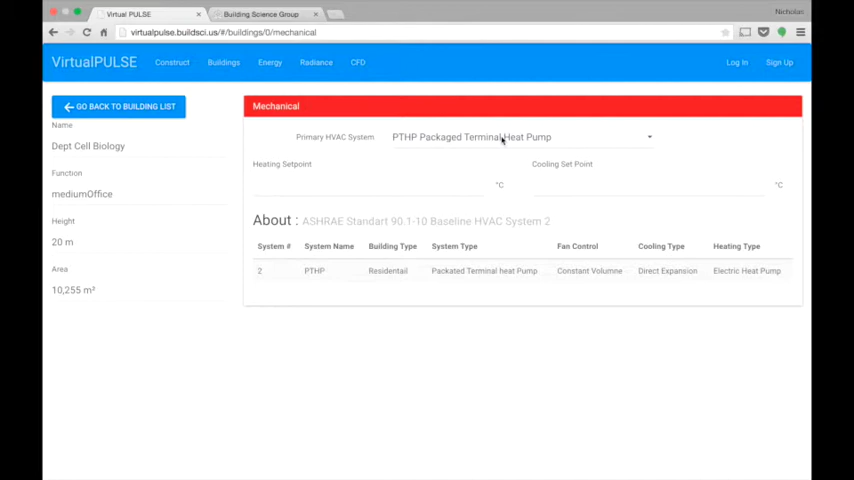 Nicholas
Virtual PULSE
Building Science Group
virtualpulse.buildsci.us/#/buildings/0/mechanical
VirtualPULSE Construct Buildings Energy Radiance CFD Log In Sign Up
GO BACK TO BUILDING LIST
Name
Dept Cell Biology
Function
mediumOffice
Height
20 m
Area
10,255 m²
Mechanical
Primary HVAC System PTHP Packaged Terminal Heat Pump
Heating Setpoint Cooling Set Point
°C °C
About : ASHRAE Standart 90.1-10 Baseline HVAC System 2
System # System Name Building Type System Type Fan Control Cooling Type Heating Type
2 PTHP Residentail Packated Terminal heat Pump Constant Volumne Direct Expansion Electric Heat Pump